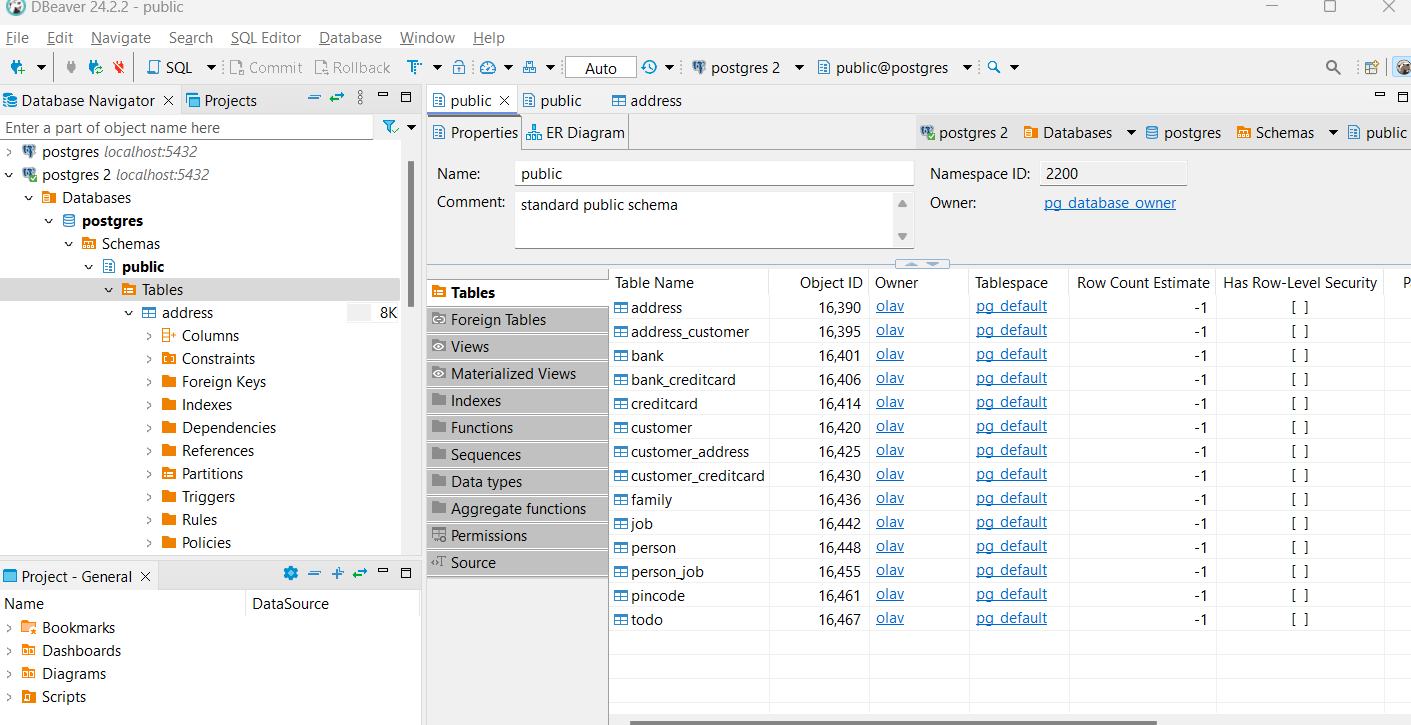 DBeaver 24.2.2 - public
File Edit Navigate Search SQL Editor Database Window Help
SQL Commit Rollback Auto postgres 2 public@postgres
Database Navigator Projects
public public address
Enter a part of object name here
Properties ER Diagram postgres 2 Databases postgres Schemas public
postgres localhost:5432
postgres 2 localhost:5432
Databases
postgres
Schemas
public
Tables
address 8K
Columns
Constraints
Foreign Keys
Indexes
Dependencies
References
Partitions
Triggers
Rules
Policies
Name: public Namespace ID: 2200
Comment: standard public schema Owner: pg_database_owner
Tables
Foreign Tables
Views
Materialized Views
Indexes
Functions
Sequences
Data types
Aggregate functions
Permissions
Source
Table Name Object ID Owner Tablespace Row Count Estimate Has Row-Level Security P
address 16,390 olav pg_default -1 [ ]
address_customer 16,395 olav pg_default -1 [ ]
bank 16,401 olav pg_default -1 [ ]
bank_creditcard 16,406 olav pg_default -1 [ ]
creditcard 16,414 olav pg_default -1 [ ]
customer 16,420 olav pg_default -1 [ ]
customer_address 16,425 olav pg_default -1 [ ]
customer_creditcard 16,430 olav pg_default -1 [ ]
family 16,436 olav pg_default -1 [ ]
job 16,442 olav pg_default -1 [ ]
person 16,448 olav pg_default -1 [ ]
person_job 16,455 olav pg_default -1 [ ]
pincode 16,461 olav pg_default -1 [ ]
todo 16,467 olav pg_default -1 [ ]
Project - General
Name DataSource
Bookmarks
Dashboards
Diagrams
Scripts